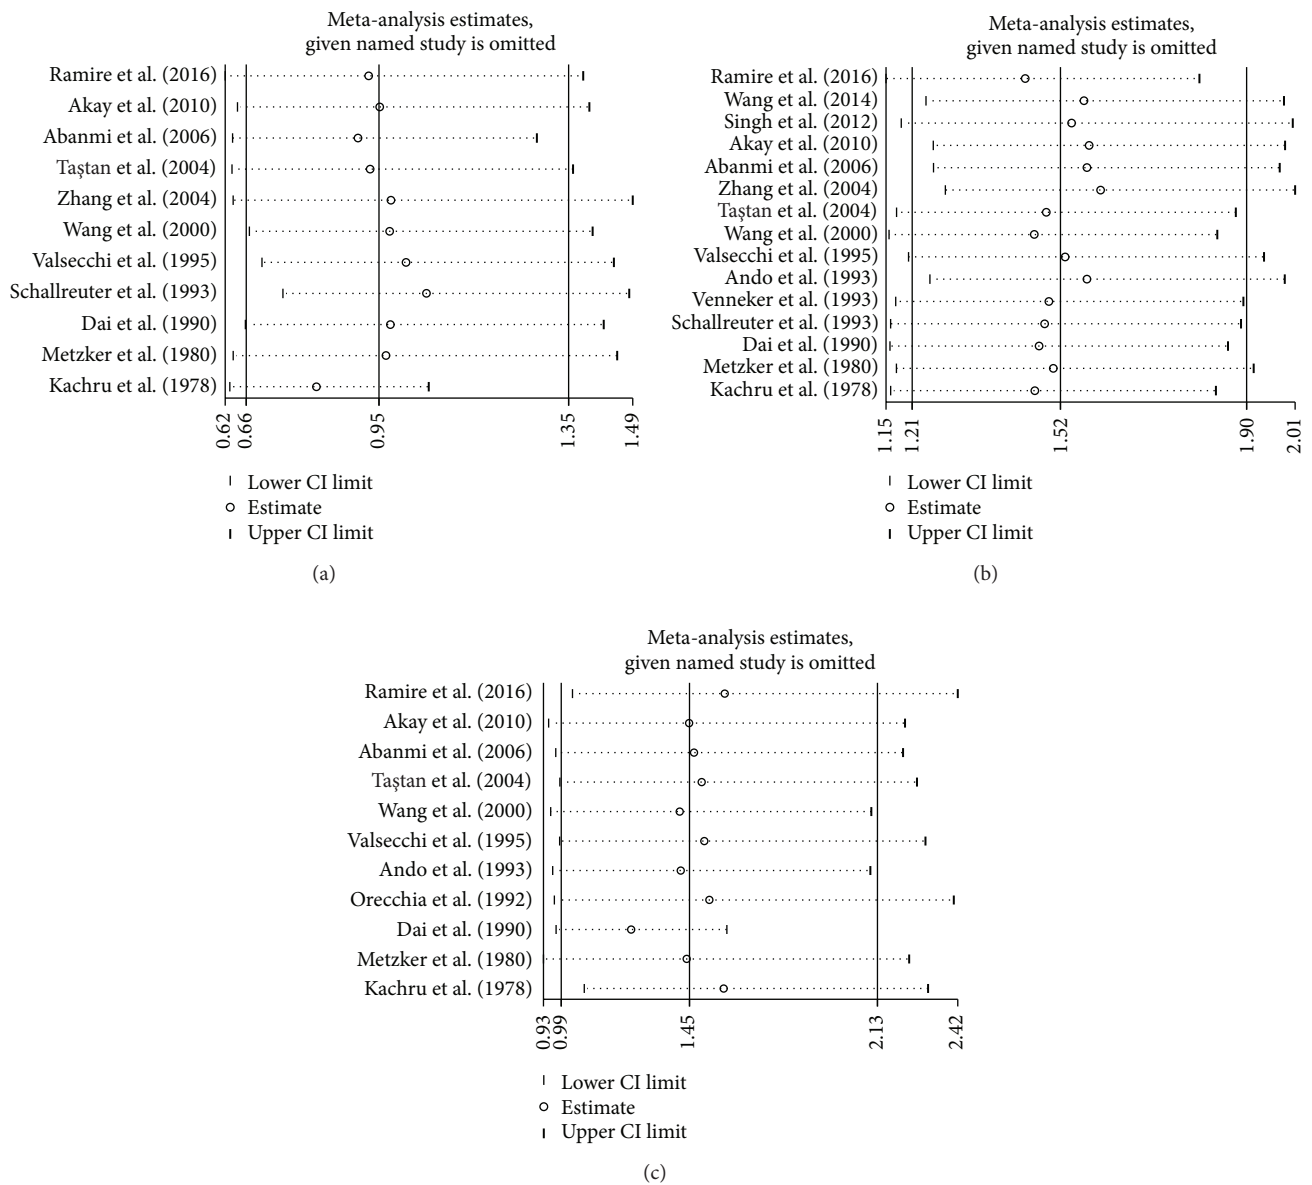 Meta-analysis estimates,
given named study is omitted
Ramire et al. (2016)
Akay et al. (2010)
Abanmi et al. (2006)
Taştan et al. (2004)
Zhang et al. (2004)
Wang et al. (2000)
Valsecchi et al. (1995)
Schallreuter et al. (1993)
Dai et al. (1990)
Metzker et al. (1980)
Kachru et al. (1978)
0.62
0.66
0.95
1.35
1.49
Lower CI limit
Estimate
Upper CI limit
(a)
Meta-analysis estimates,
given named study is omitted
Ramire et al. (2016)
Wang et al. (2014)
Singh et al. (2012)
Akay et al. (2010)
Abanmi et al. (2006)
Zhang et al. (2004)
Taştan et al. (2004)
Wang et al. (2000)
Valsecchi et al. (1995)
Ando et al. (1993)
Venneker et al. (1993)
Schallreuter et al. (1993)
Dai et al. (1990)
Metzker et al. (1980)
Kachru et al. (1978)
1.15
1.21
1.52
1.90
2.01
Lower CI limit
Estimate
Upper CI limit
(b)
Meta-analysis estimates,
given named study is omitted
Ramire et al. (2016)
Akay et al. (2010)
Abanmi et al. (2006)
Taştan et al. (2004)
Wang et al. (2000)
Valsecchi et al. (1995)
Ando et al. (1993)
Orecchia et al. (1992)
Dai et al. (1990)
Metzker et al. (1980)
Kachru et al. (1978)
0.93
0.99
1.45
2.13
2.42
Lower CI limit
Estimate
Upper CI limit
(c)